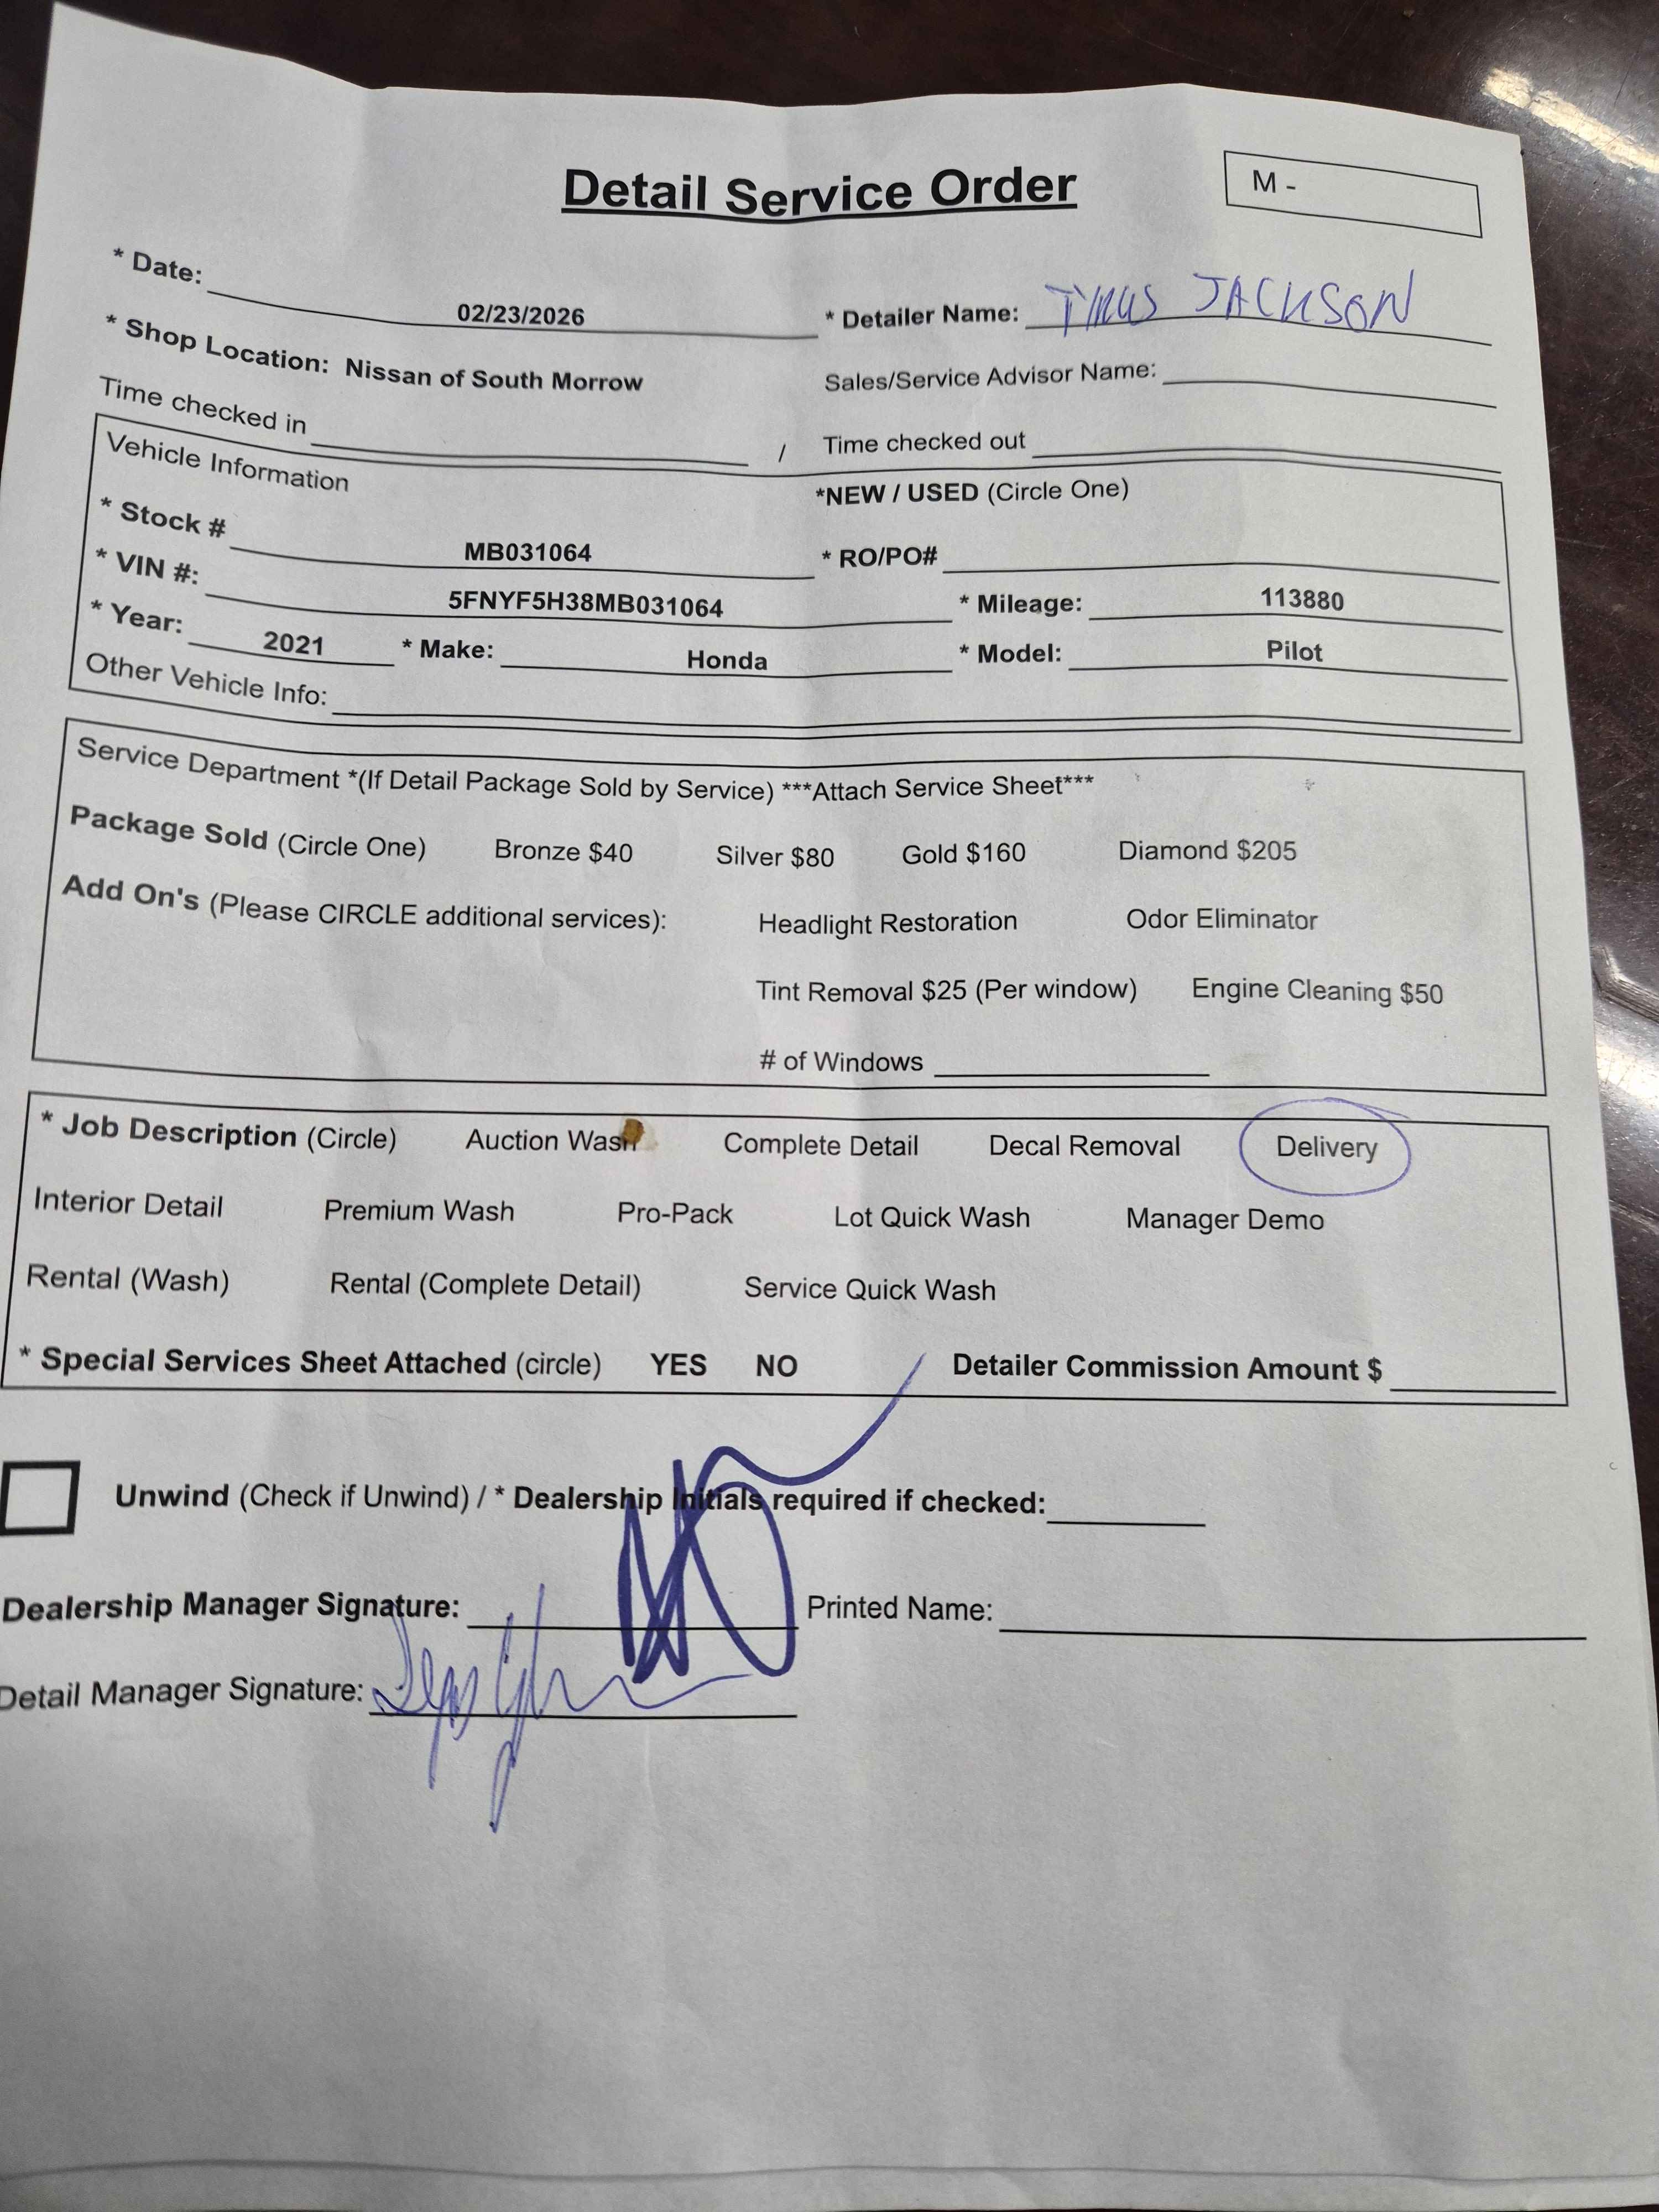 Detail Service Order
M -
* Date: 02/23/2026 * Detailer Name: JACKSON
* Shop Location: Nissan of South Morrow Sales/Service Advisor Name:
Time checked in / Time checked out
Vehicle Information *NEW / USED (Circle One)
* Stock # MB031064 * RO/PO#
* VIN #: 5FNYF5H38MB031064 * Mileage: 113880
* Year: 2021 * Make: Honda * Model: Pilot
Other Vehicle Info:
Service Department *(If Detail Package Sold by Service) ***Attach Service Sheet***
Package Sold (Circle One) Bronze $40 Silver $80 Gold $160 Diamond $205
Add On's (Please CIRCLE additional services): Headlight Restoration Odor Eliminator
Tint Removal $25 (Per window) Engine Cleaning $50
# of Windows
* Job Description (Circle) Auction Wash Complete Detail Decal Removal Delivery
Interior Detail Premium Wash Pro-Pack Lot Quick Wash Manager Demo
Rental (Wash) Rental (Complete Detail) Service Quick Wash
* Special Services Sheet Attached (circle) YES NO Detailer Commission Amount $
Unwind (Check if Unwind) / * Dealership Initials required if checked:
Dealership Manager Signature: Printed Name:
Detail Manager Signature: